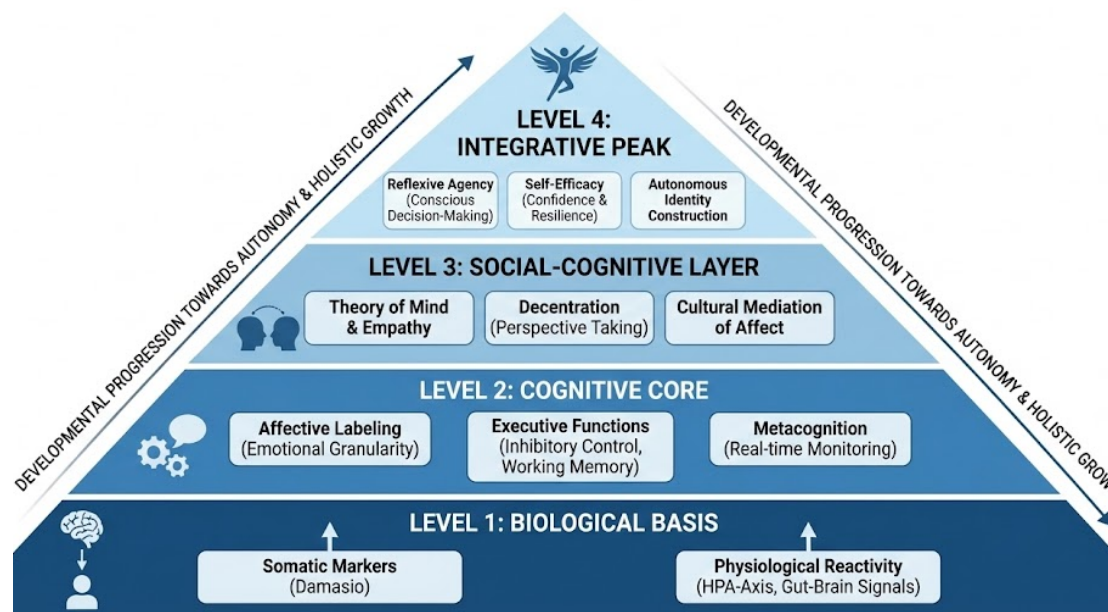 DEVELOPMENTAL PROGRESSION TOWARDS AUTONOMY & HOLISTIC GROWTH
DEVELOPMENTAL PROGRESSION TOWARDS AUTONOMY & HOLISTIC GROW
LEVEL 4:
INTEGRATIVE PEAK
Reflexive Agency
(Conscious
Decision-Making)
Self-Efficacy
(Confidence &
Resilience)
Autonomous
Identity
Construction
LEVEL 3: SOCIAL-COGNITIVE LAYER
Theory of Mind
& Empathy
Decentration
(Perspective Taking)
Cultural Mediation
of Affect
LEVEL 2: COGNITIVE CORE
Affective Labeling
(Emotional Granularity)
Executive Functions
(Inhibitory Control,
Working Memory)
Metacognition
(Real-time Monitoring)
LEVEL 1: BIOLOGICAL BASIS
Somatic Markers
(Damasio)
Physiological Reactivity
(HPA-Axis, Gut-Brain Signals)